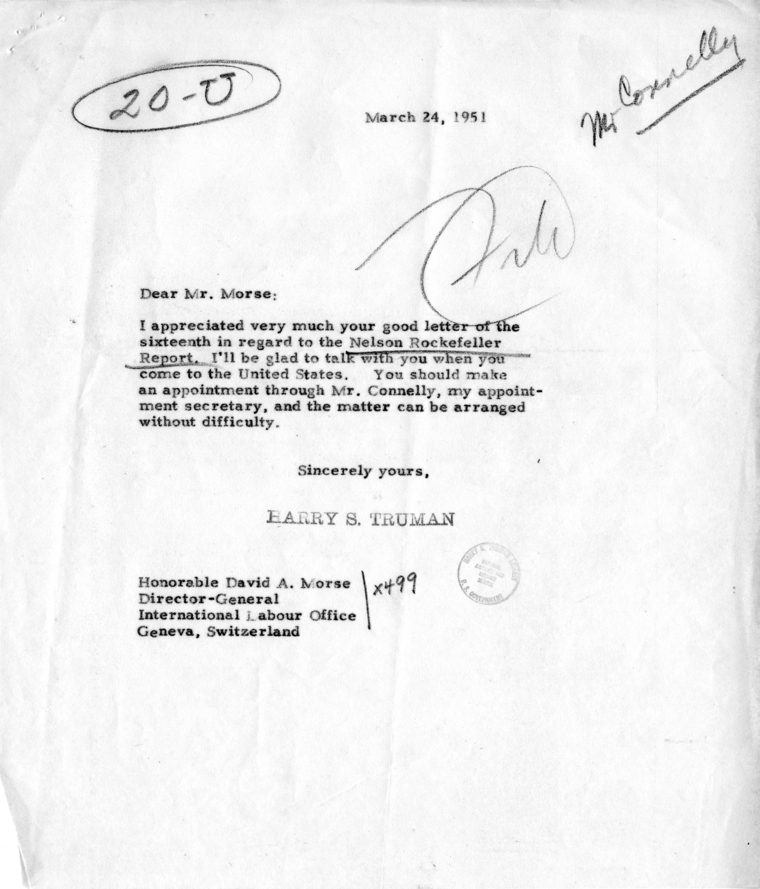 20-U
Mr Connelly
March 24, 1951
Dear Mr. Morse:
I appreciated very much your good letter of the
sixteenth in regard to the Nelson Rockefeller
Report. I'll be glad to talk with you when you
come to the United States. You should make
an appointment through Mr. Connelly, my appoint-
ment secretary, and the matter can be arranged
without difficulty.
Sincerely yours,
HARRY S. TRUMAN
Honorable David A. Morse
Director-General
International Labour Office
Geneva, Switzerland
x499